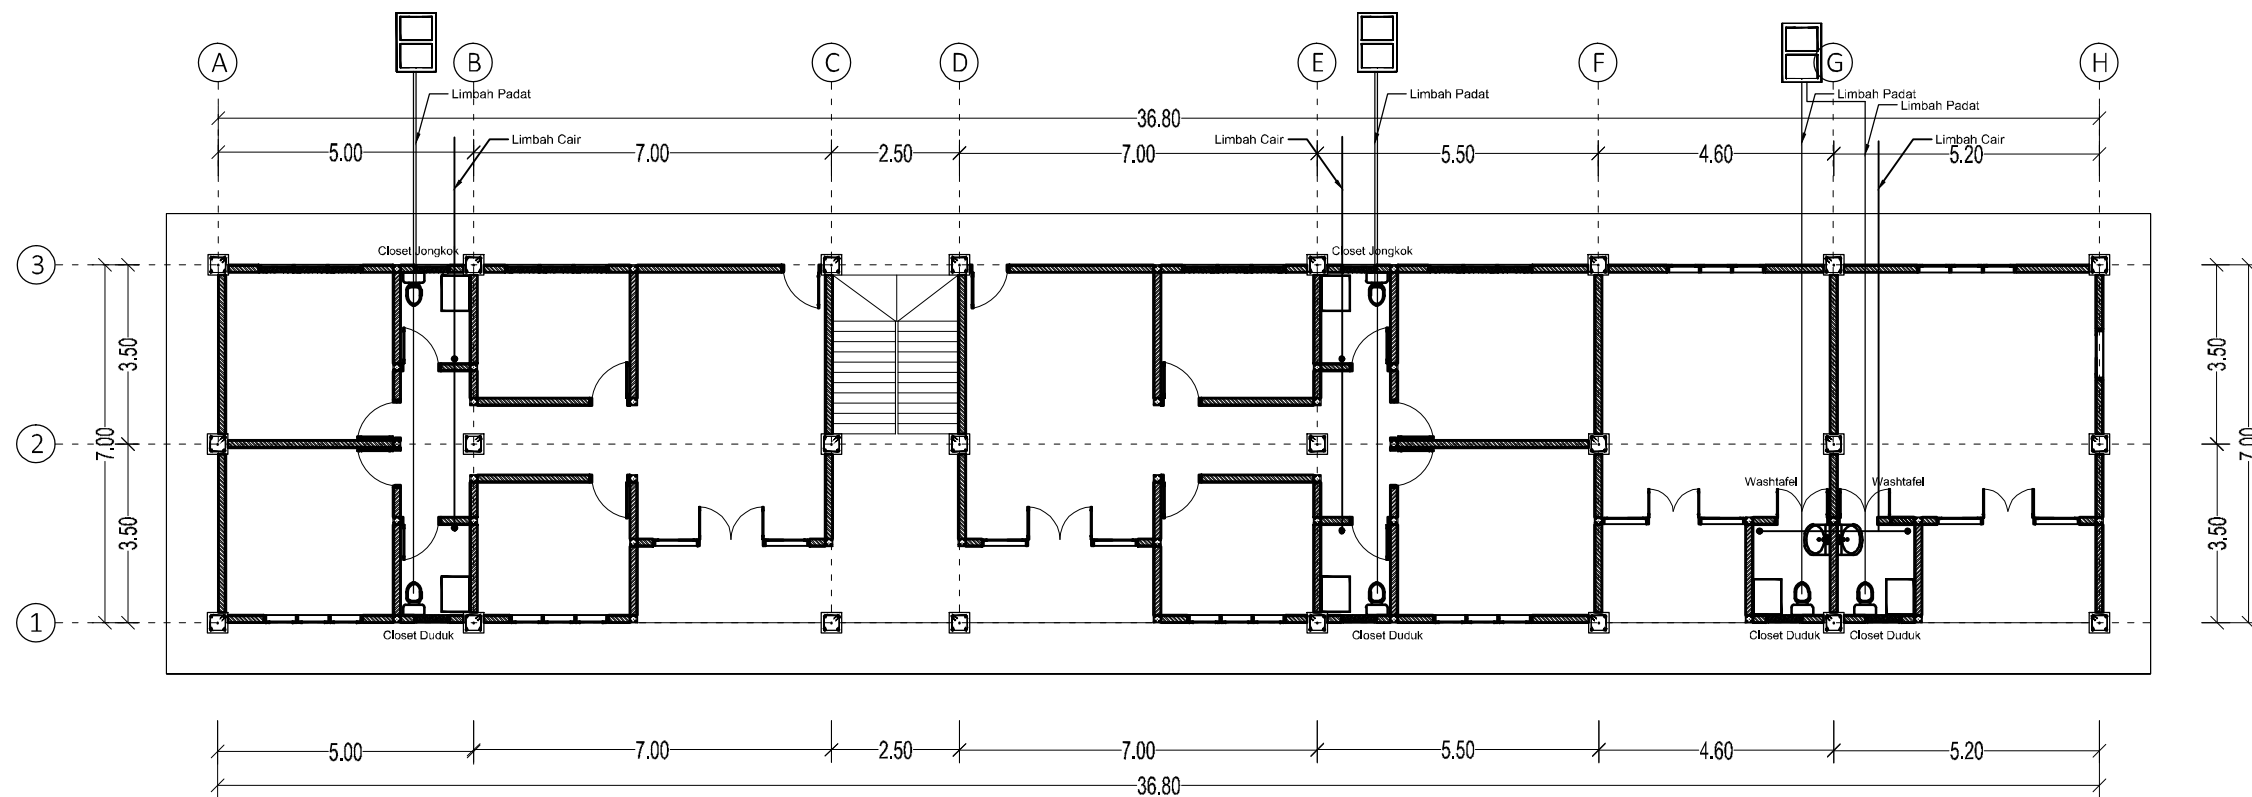 A
B
C
D
E
F
G
H
Limbah Padat
Limbah Padat
Limbah Padat
Limbah Padat
36.80
Limbah Cair
Limbah Cair
Limbah Cair
5.00
7.00
2.50
7.00
5.50
4.60
5.20
Closet Jongkok
Closet Jongkok
3
3.50
3.50
2
7.00
7.00
Washtafel
Washtafel
3.50
3.50
1
Closet Duduk
Closet Duduk
Closet Duduk
Closet Duduk
5.00
7.00
2.50
7.00
5.50
4.60
5.20
36.80